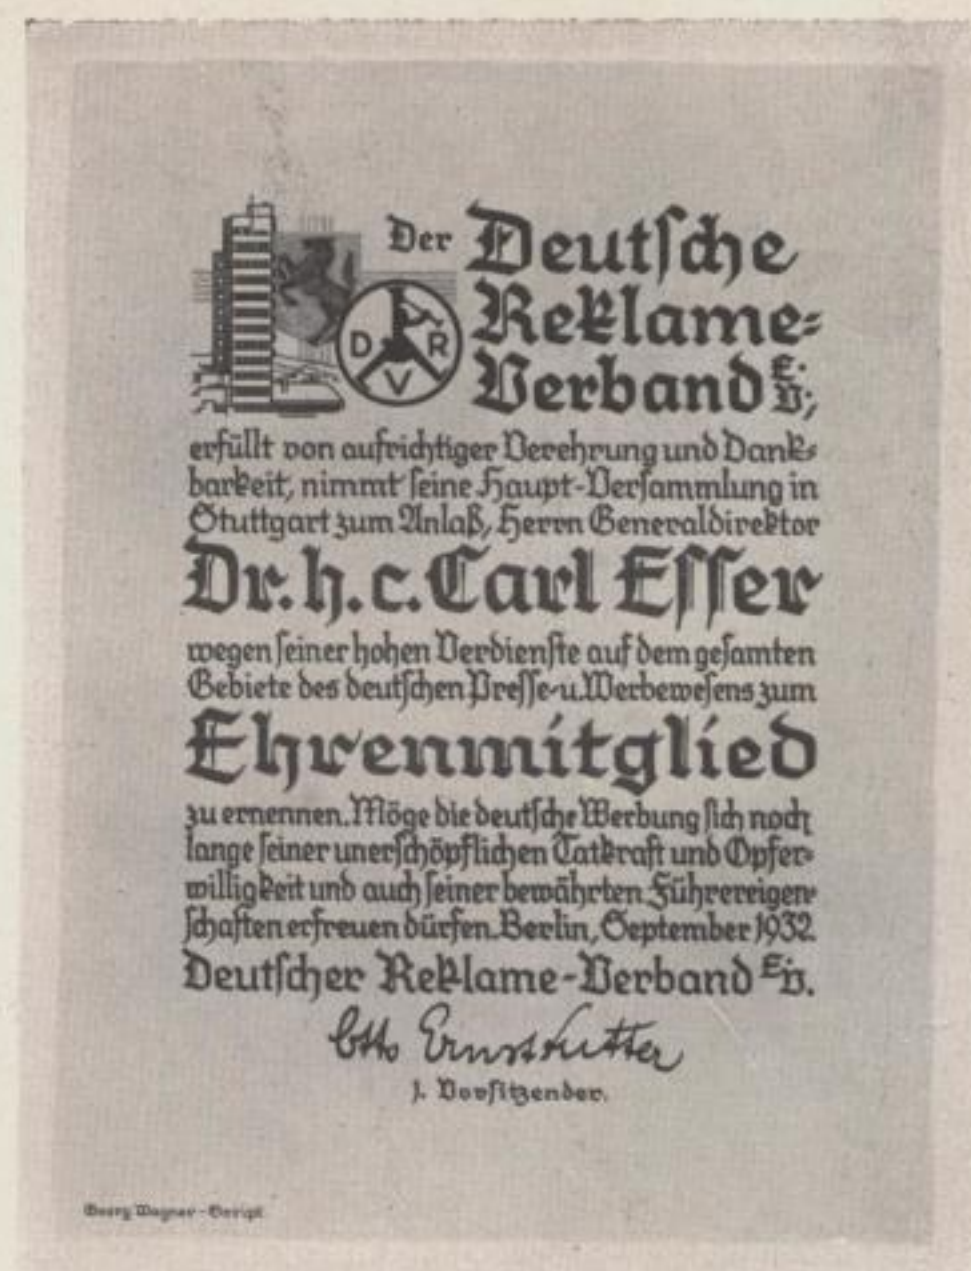 Der Deutsche
Reklame-
Verband E.V.,
D R V
erfüllt von aufrichtiger Verehrung und Dank-
barkeit, nimmt seine Haupt-Versammlung in
Stuttgart zum Anlaß, Herrn Generaldirektor
Dr. h. c. Carl Esser
wegen seiner hohen Verdienste auf dem gesamten
Gebiete des deutschen Presse- u. Werbewesens zum
Ehrenmitglied
zu ernennen. Möge die deutsche Werbung sich noch
lange seiner unerschöpflichen Tatkraft und Opfer-
willigkeit und auch seiner bewährten Führereigen-
schaften erfreuen dürfen. Berlin, September 1932.
Deutscher Reklame-Verband E.V.
Otto Ernst Sutter
1. Vorsitzender.
Georg Wagner - Script